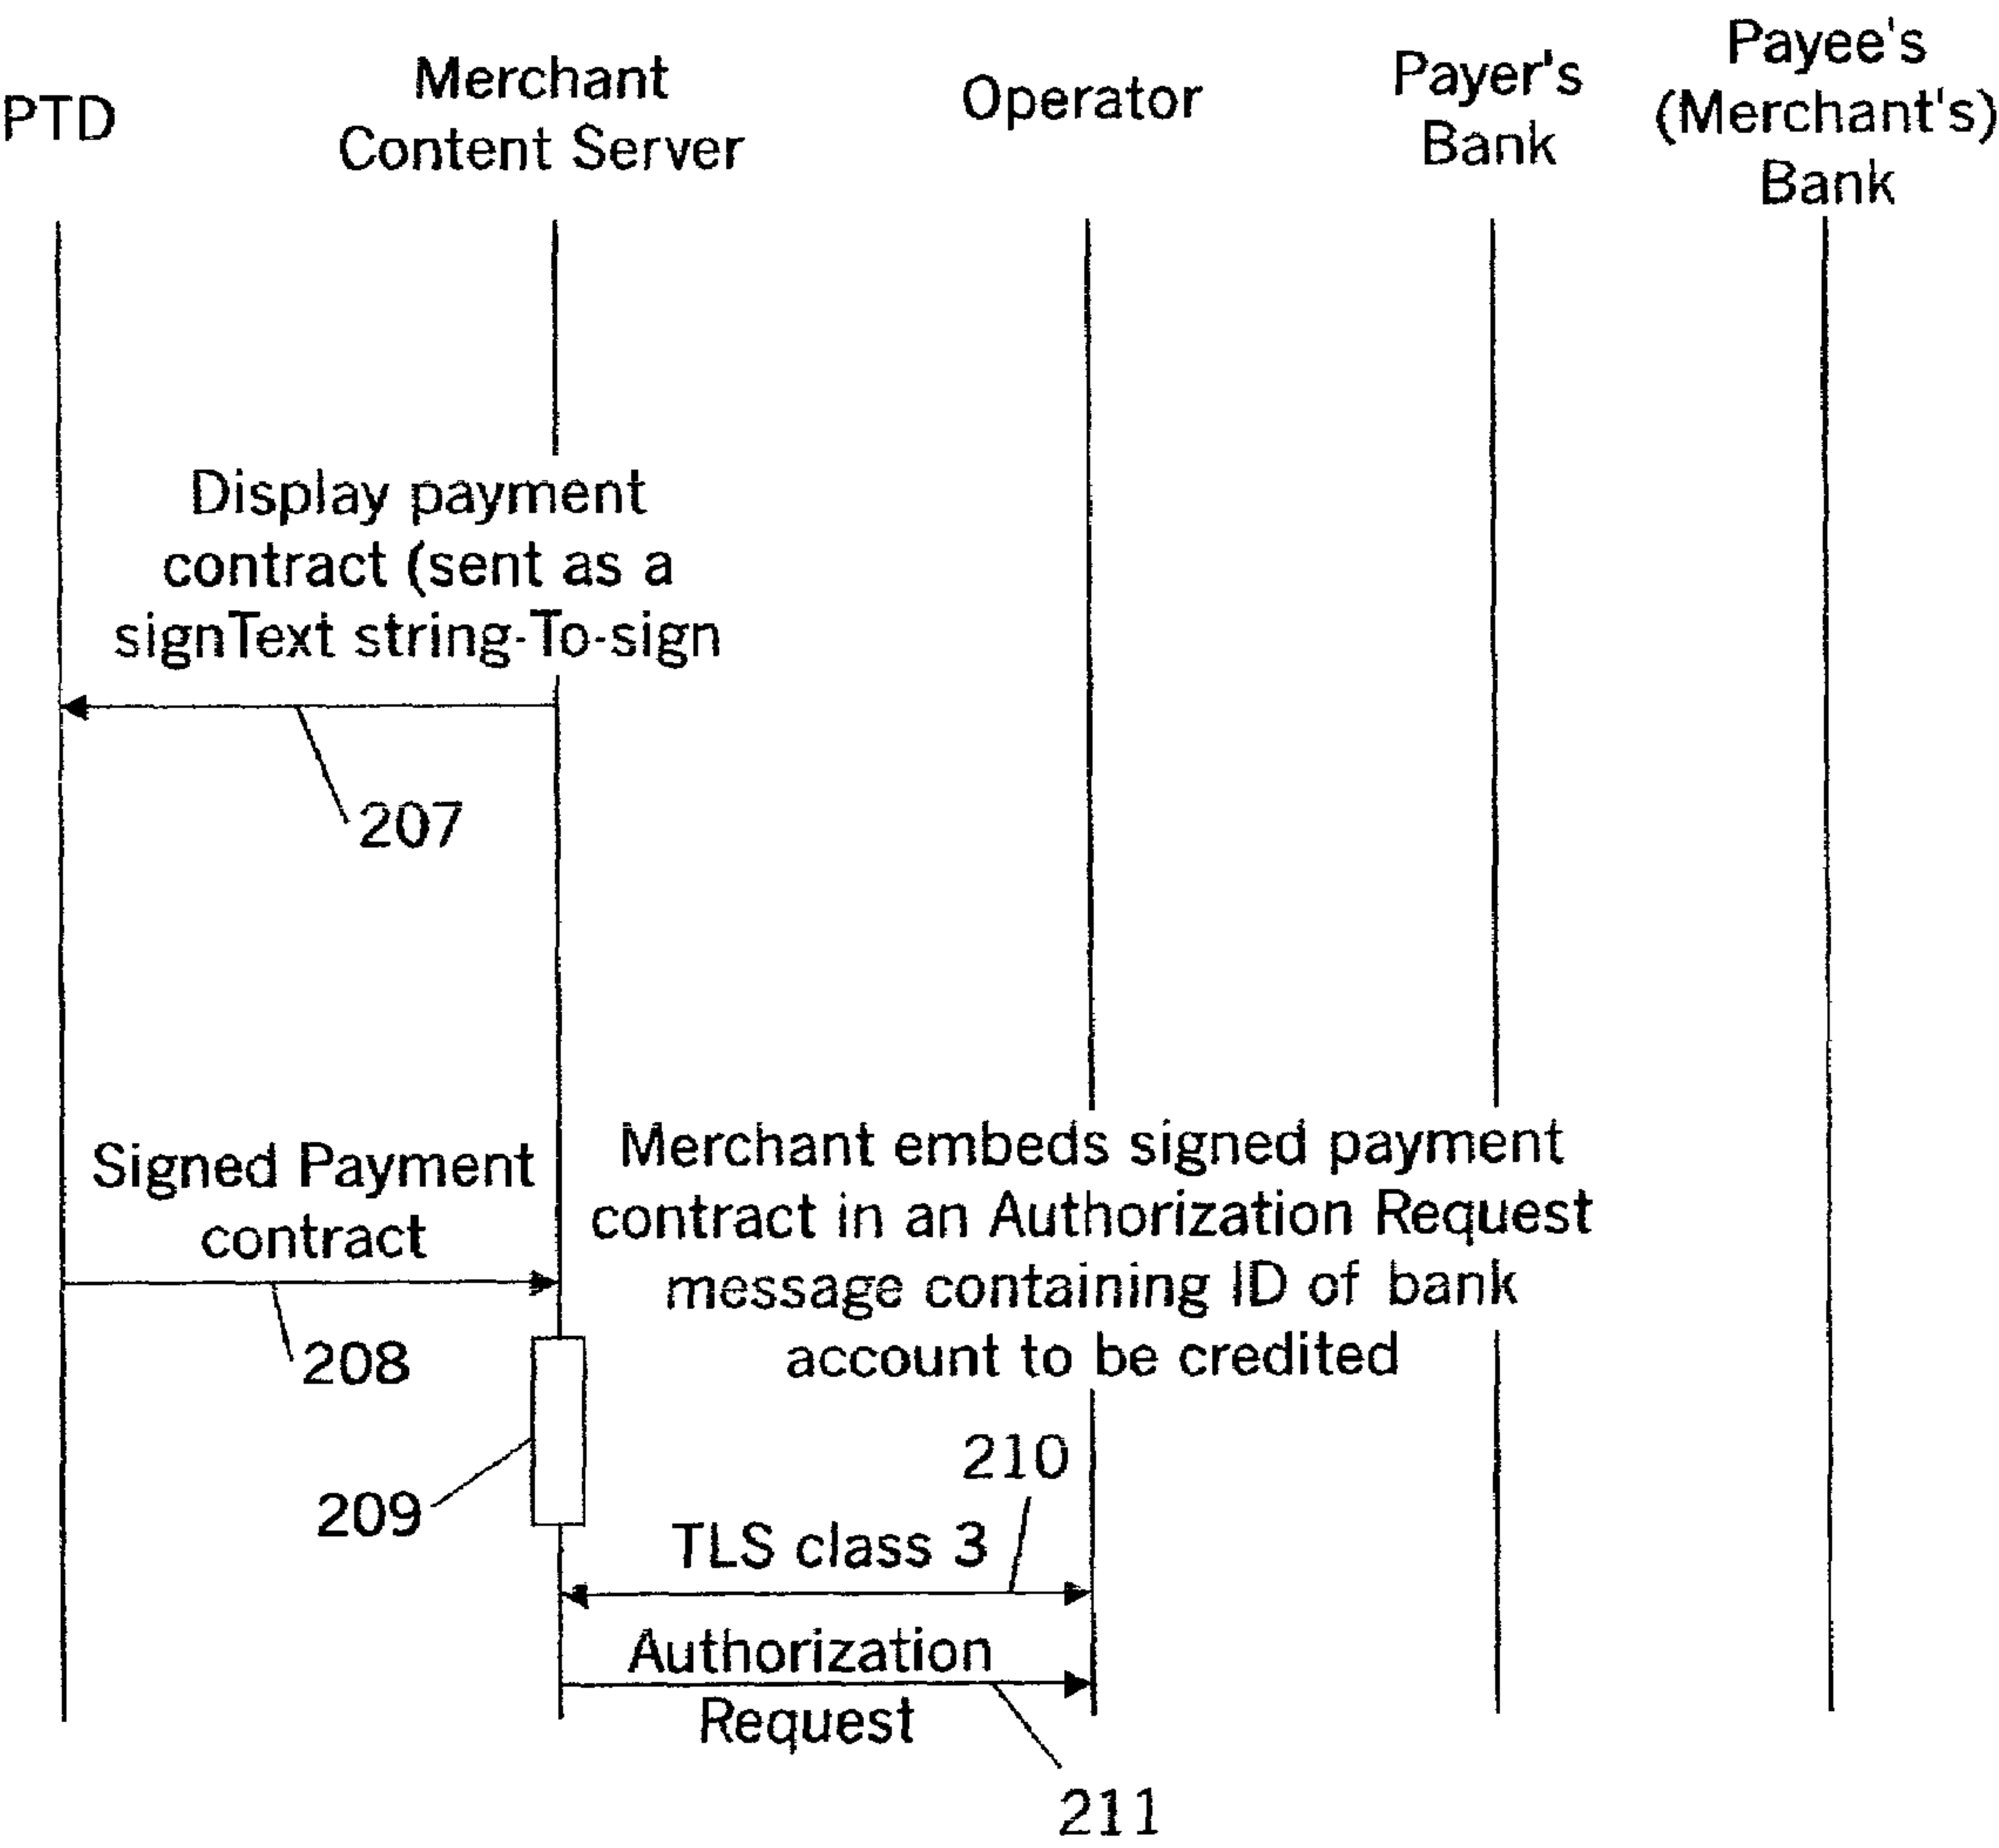 PTD
Merchant
Content Server
Operator
Payer's
Bank
Payee's
(Merchant's)
Bank
Display payment
contract (sent as a
signText string-To-sign
207
Signed Payment
contract
208
Merchant embeds signed payment
contract in an Authorization Request
message containing ID of bank
account to be credited
209
210
TLS class 3
Authorization
Request
211